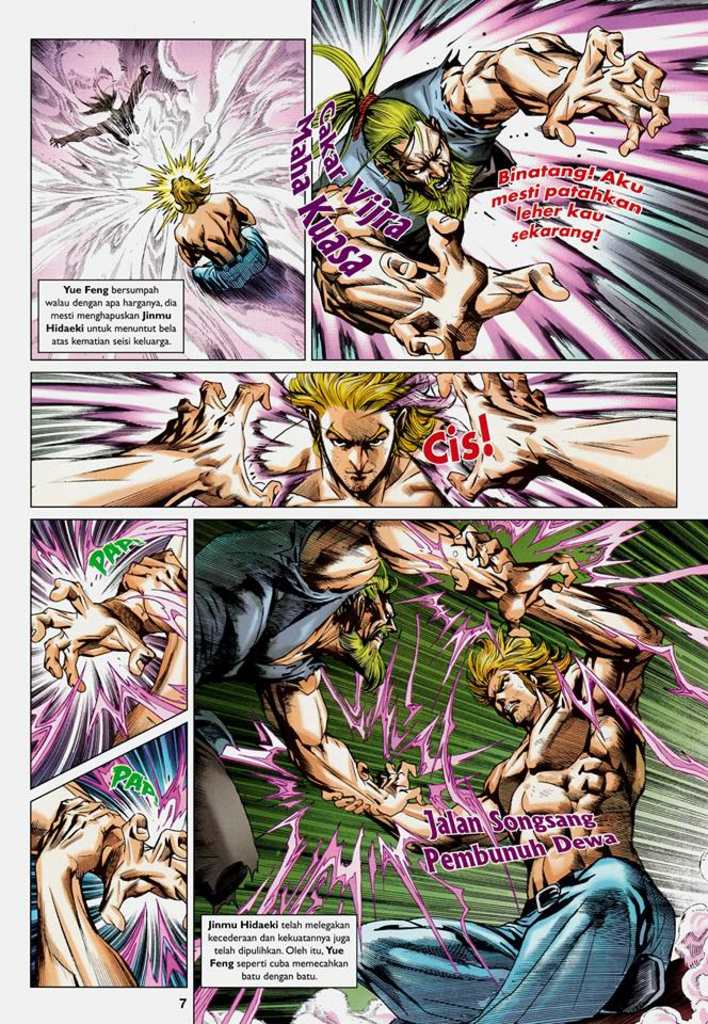 Yue Feng bersumpah
walau dengan apa harganya, dia
mesti menghapuskan Jinmu
Hidaeki untuk menuntut bela
atas kematian seisi keluarga.
Cakar Vijra
Maha Kuasa
Binatang! Aku
mesti patahkan
leher kau
sekarang!
Cis!
PAP
PAP
Jalan Songsang
Pembunuh Dewa
Jinmu Hidaeki telah melegakan
kecederaan dan kekuatannya juga
telah dipulihkan. Oleh itu, Yue
Feng seperti cuba memecahkan
batu dengan batu.
7